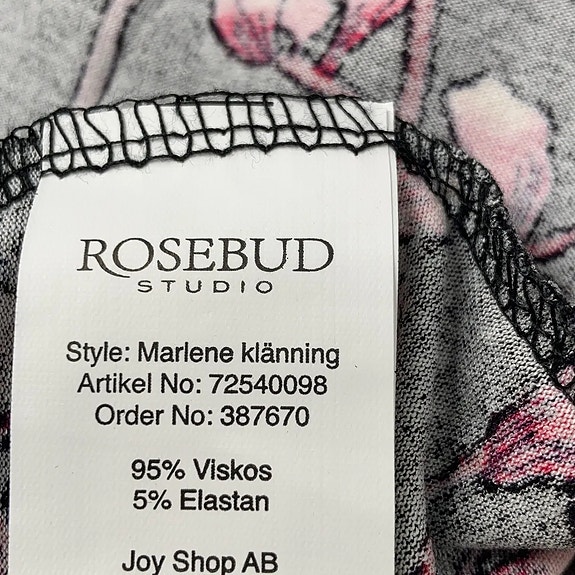 ROSEBUD
STUDIO
Style: Marlene klänning
Artikel No: 72540098
Order No: 387670
95% Viskos
5% Elastan
Joy Shop AB